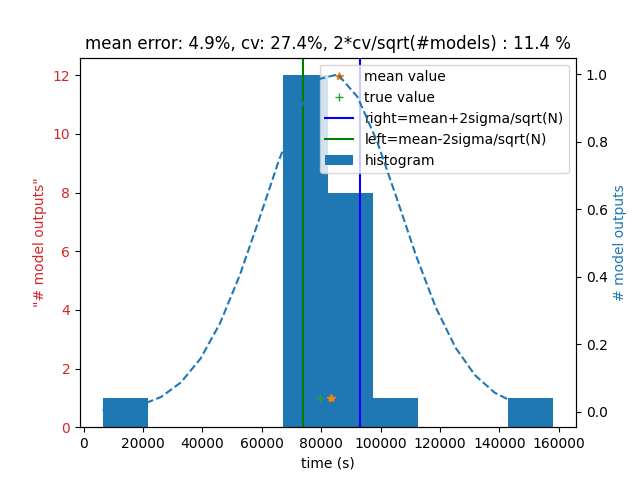 mean error: 4.9%, cv: 27.4%, 2*cv/sqrt(#models) : 11.4 %
mean value
true value
right=mean+2sigma/sqrt(N)
left=mean-2sigma/sqrt(N)
histogram
12
10
8
6
4
2
0
"# model outputs"
1.0
0.8
0.6
0.4
0.2
0.0
# model outputs
0 20000 40000 60000 80000 100000 120000 140000 160000
time (s)